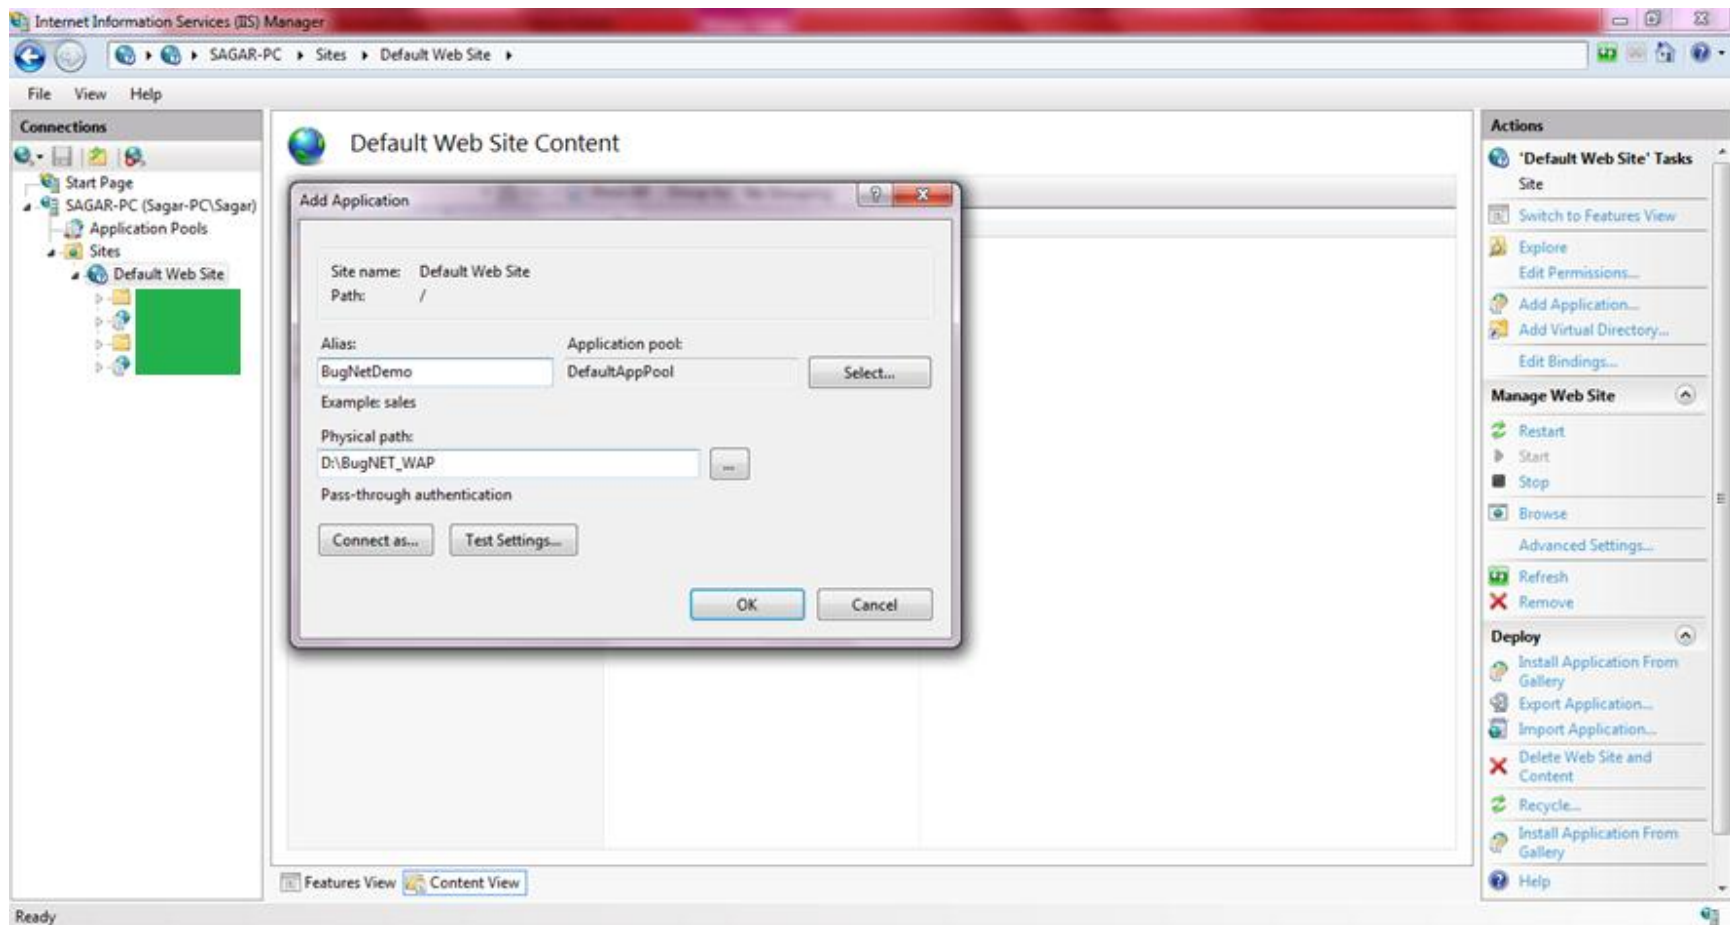 Internet Information Services (IIS) Manager
SAGAR-PC Sites Default Web Site
File View Help
Connections
Start Page
SAGAR-PC (Sagar-PC\Sagar)
Application Pools
Sites
Default Web Site
Default Web Site Content
Add Application
Site name: Default Web Site
Path: /
Alias: Application pool:
BugNetDemo DefaultAppPool Select...
Example: sales
Physical path:
D:\BugNET_WAP ...
Pass-through authentication
Connect as... Test Settings...
OK Cancel
Features View Content View
Actions
'Default Web Site' Tasks
Site
Switch to Features View
Explore
Edit Permissions...
Add Application...
Add Virtual Directory...
Edit Bindings...
Manage Web Site
Restart
Start
Stop
Browse
Advanced Settings...
Refresh
Remove
Deploy
Install Application From
Gallery
Export Application...
Import Application...
Delete Web Site and
Content
Recycle...
Install Application From
Gallery
Help
Ready